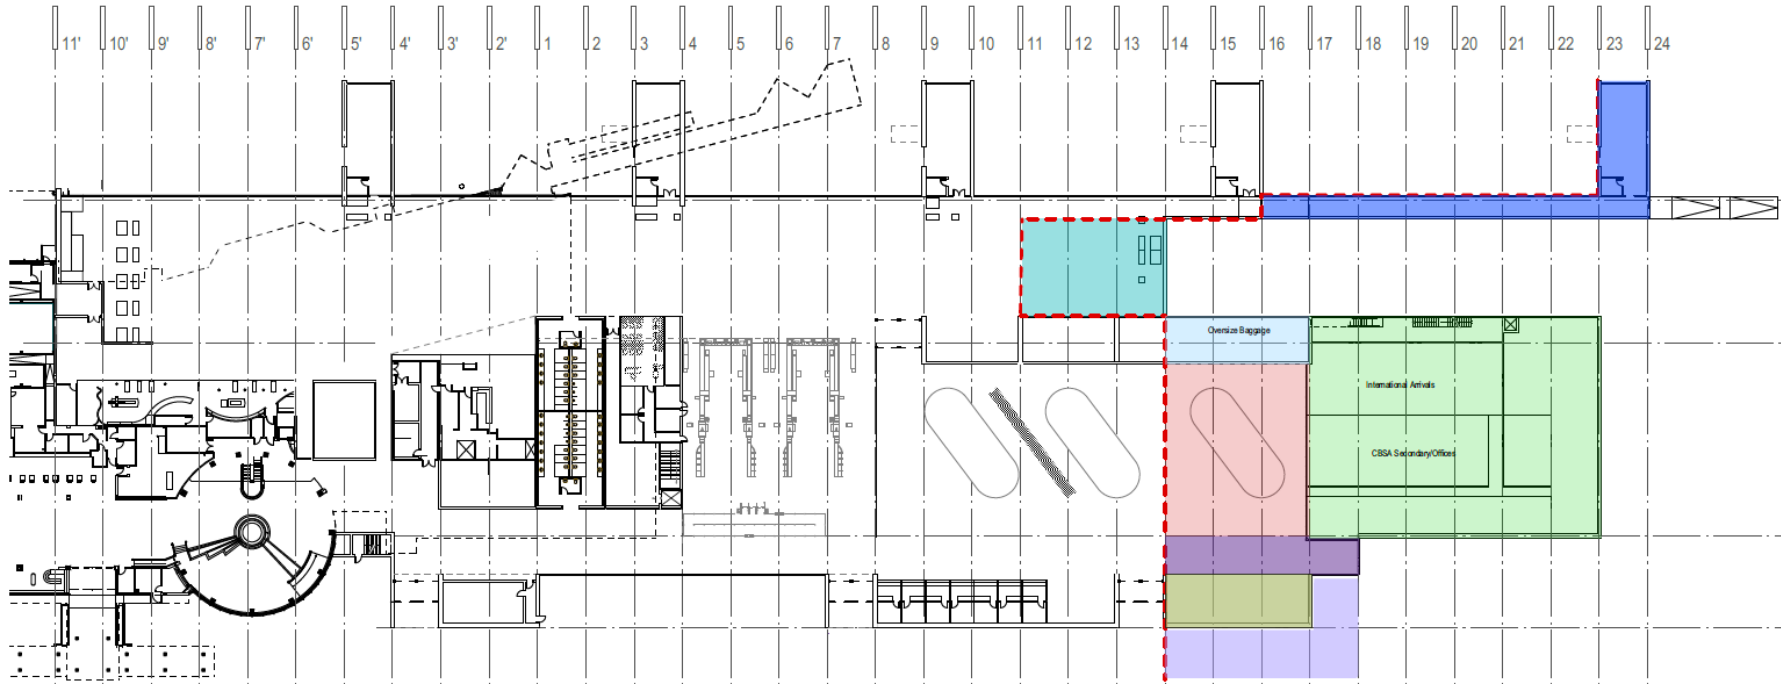 11' 10' 9' 8' 7' 6' 5' 4' 3' 2' 1 2 3 4 5 6 7 8 9 10 11 12 13 14 15 16 17 18 19 20 21 22 23 24
Oversize Baggage
International Arrivals
CBSA Secondary/Offices